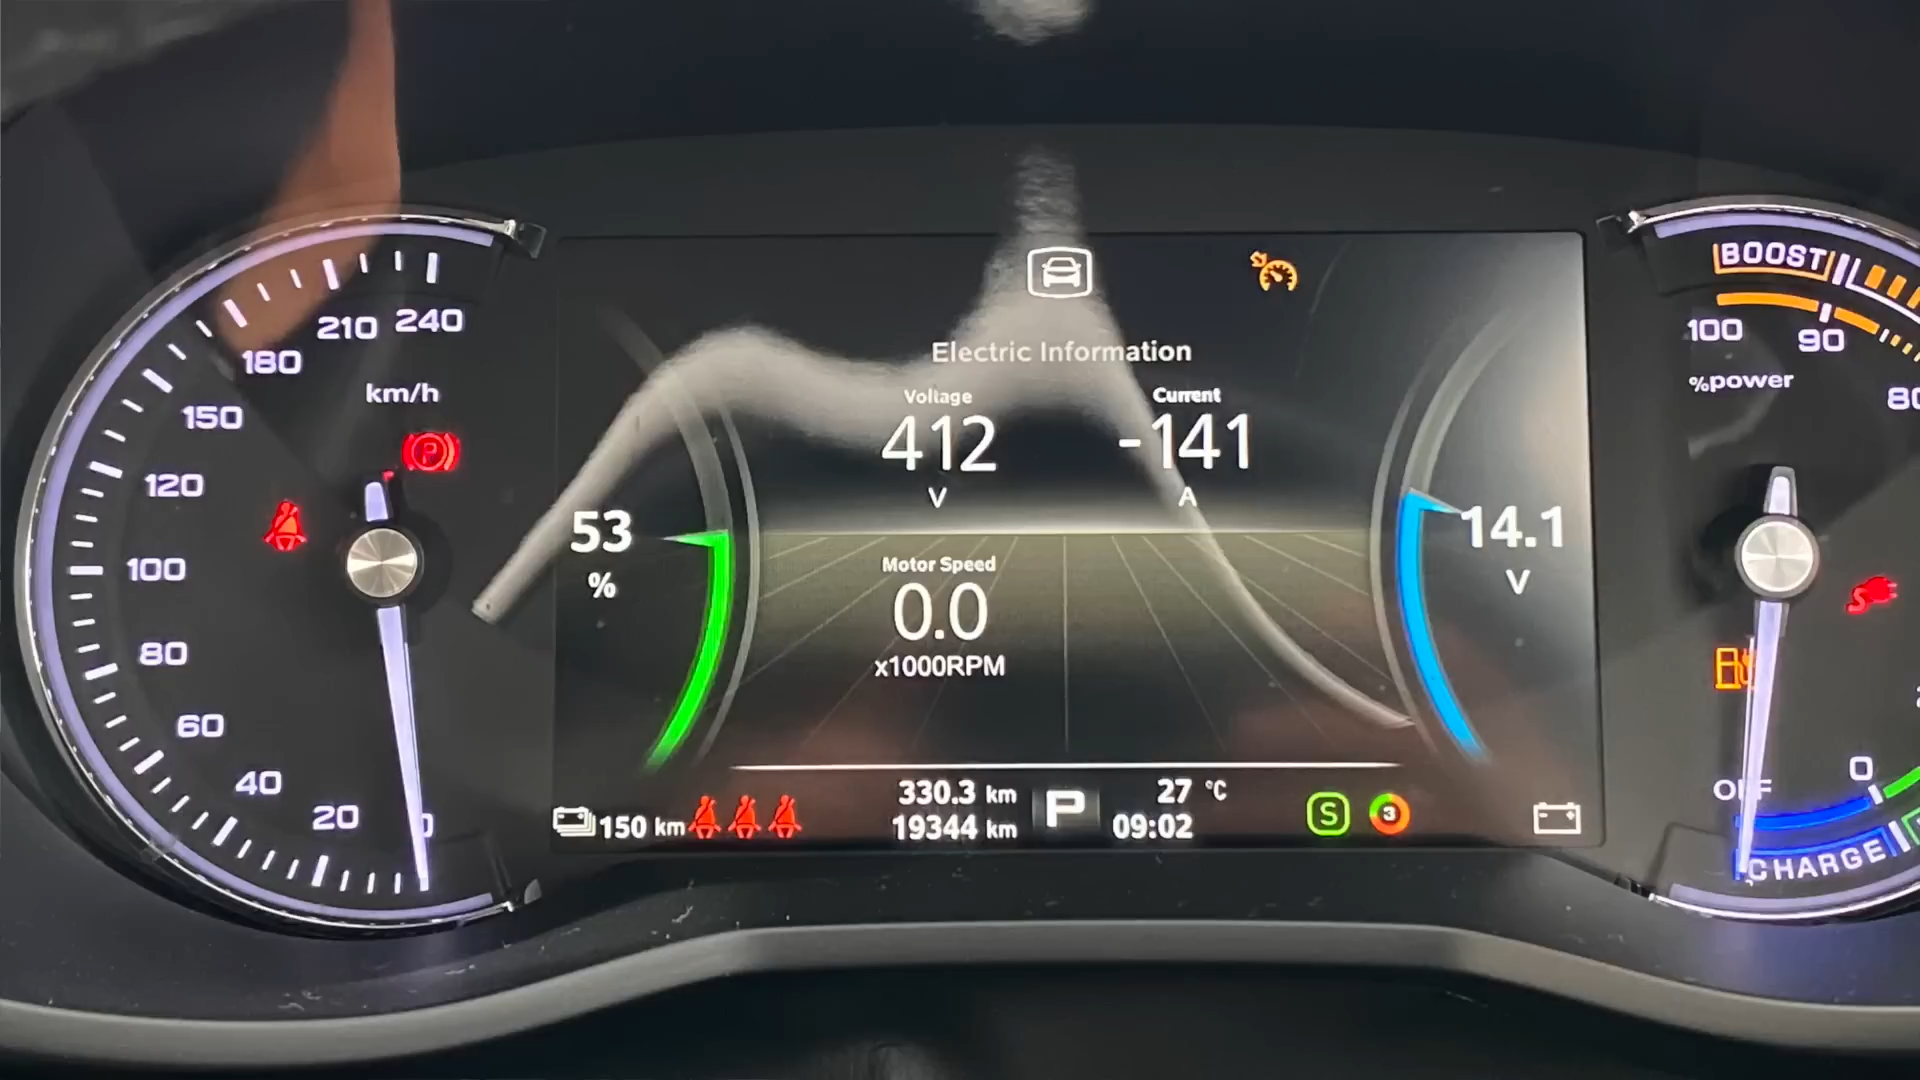 240
210
180
150
120
100
80
60
40
20
0
km/h
P
53
%
Electric Information
Voltage
412
V
Current
-141
A
Motor Speed
0.0
x1000RPM
14.1
V
150 km
330.3 km
19344 km
P
27 °C
09:02
S
3
BOOST
100
90
80
%power
0
OFF
CHARGE